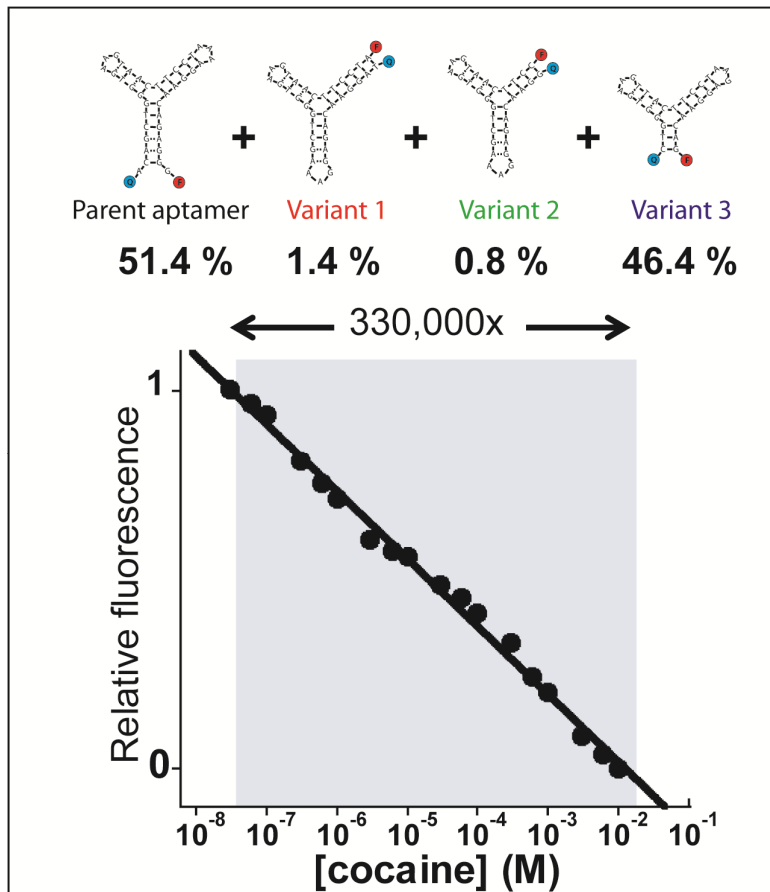 F Q F Q
+ + +
Q F Q F
Parent aptamer Variant 1 Variant 2 Variant 3
51.4 % 1.4 % 0.8 % 46.4 %
330,000x
1
Relative fluorescence
0
10⁻⁸ 10⁻⁷ 10⁻⁶ 10⁻⁵ 10⁻⁴ 10⁻³ 10⁻² 10⁻¹
[cocaine] (M)